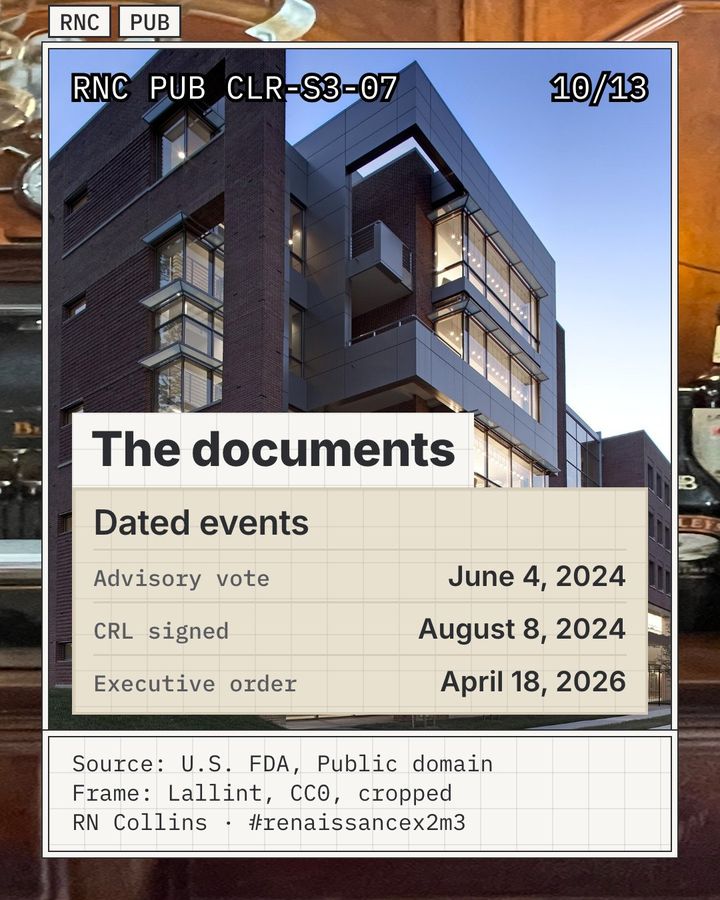 RNC PUB
RNC PUB CLR-S3-07 10/13
The documents
Dated events
Advisory vote June 4, 2024
CRL signed August 8, 2024
Executive order April 18, 2026
Source: U.S. FDA, Public domain
Frame: Lallint, CC0, cropped
RN Collins · #renaissancex2m3